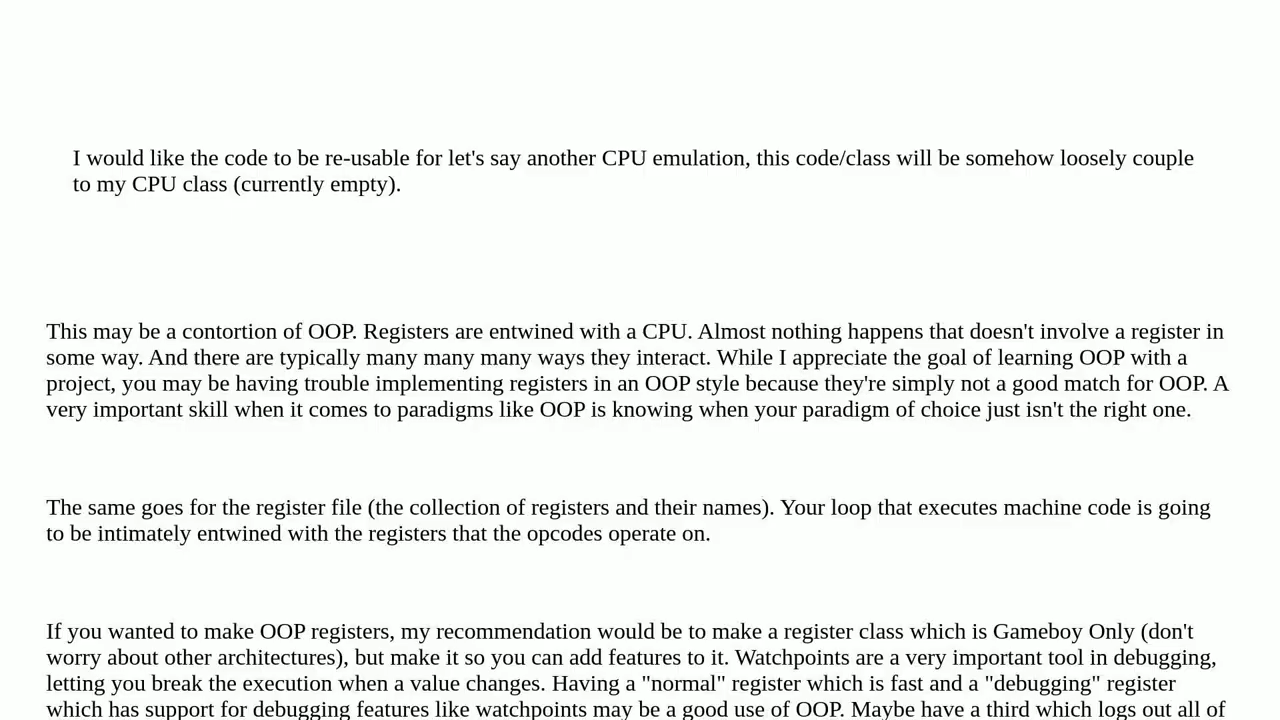 I would like the code to be re-usable for let's say another CPU emulation, this code/class will be somehow loosely couple
to my CPU class (currently empty).
This may be a contortion of OOP. Registers are entwined with a CPU. Almost nothing happens that doesn't involve a register in
some way. And there are typically many many many ways they interact. While I appreciate the goal of learning OOP with a
project, you may be having trouble implementing registers in an OOP style because they're simply not a good match for OOP. A
very important skill when it comes to paradigms like OOP is knowing when your paradigm of choice just isn't the right one.
The same goes for the register file (the collection of registers and their names). Your loop that executes machine code is going
to be intimately entwined with the registers that the opcodes operate on.
If you wanted to make OOP registers, my recommendation would be to make a register class which is Gameboy Only (don't
worry about other architectures), but make it so you can add features to it. Watchpoints are a very important tool in debugging,
letting you break the execution when a value changes. Having a "normal" register which is fast and a "debugging" register
which has support for debugging features like watchpoints may be a good use of OOP. Maybe have a third which logs out all of